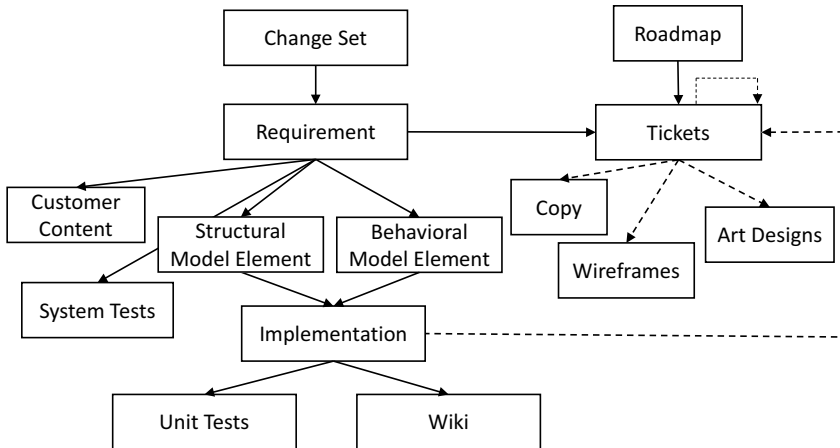 Change Set
Roadmap
Requirement
Tickets
Customer
Content
Structural
Model Element
Behavioral
Model Element
Copy
Art Designs
Wireframes
System Tests
Implementation
Unit Tests
Wiki